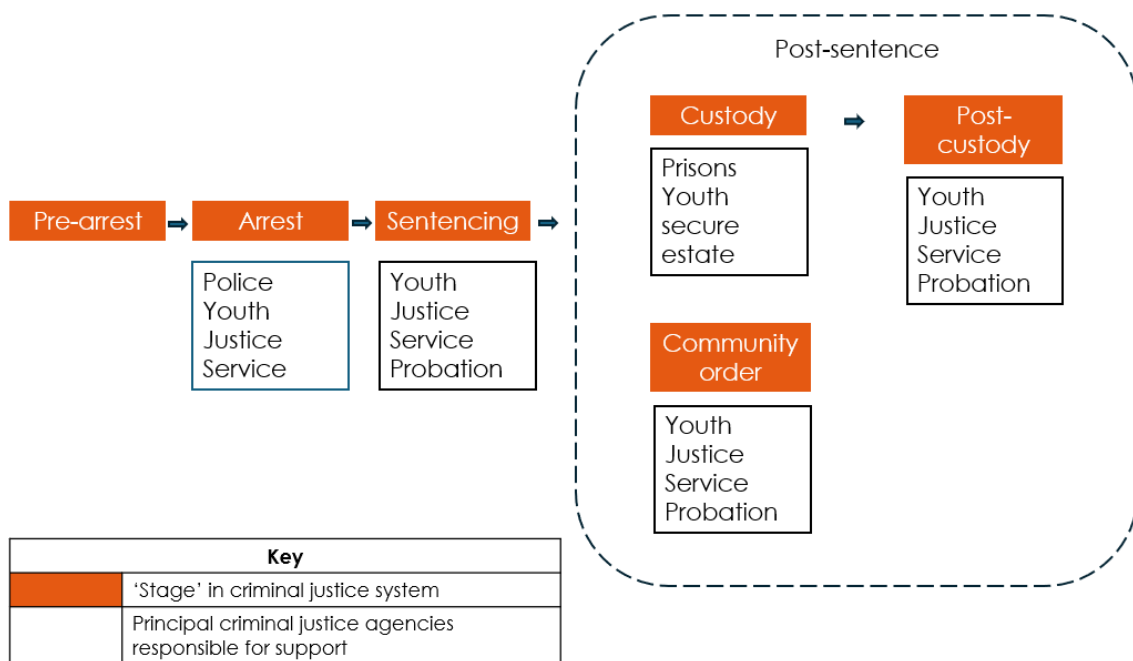 Post-sentence
Custody
Post-
custody
Prisons
Youth
secure
estate
Youth
Justice
Service
Probation
Pre-arrest
Arrest
Sentencing
Police
Youth
Justice
Service
Youth
Justice
Service
Probation
Community
order
Youth
Justice
Service
Probation
Key
‘Stage’ in criminal justice system
Principal criminal justice agencies
responsible for support